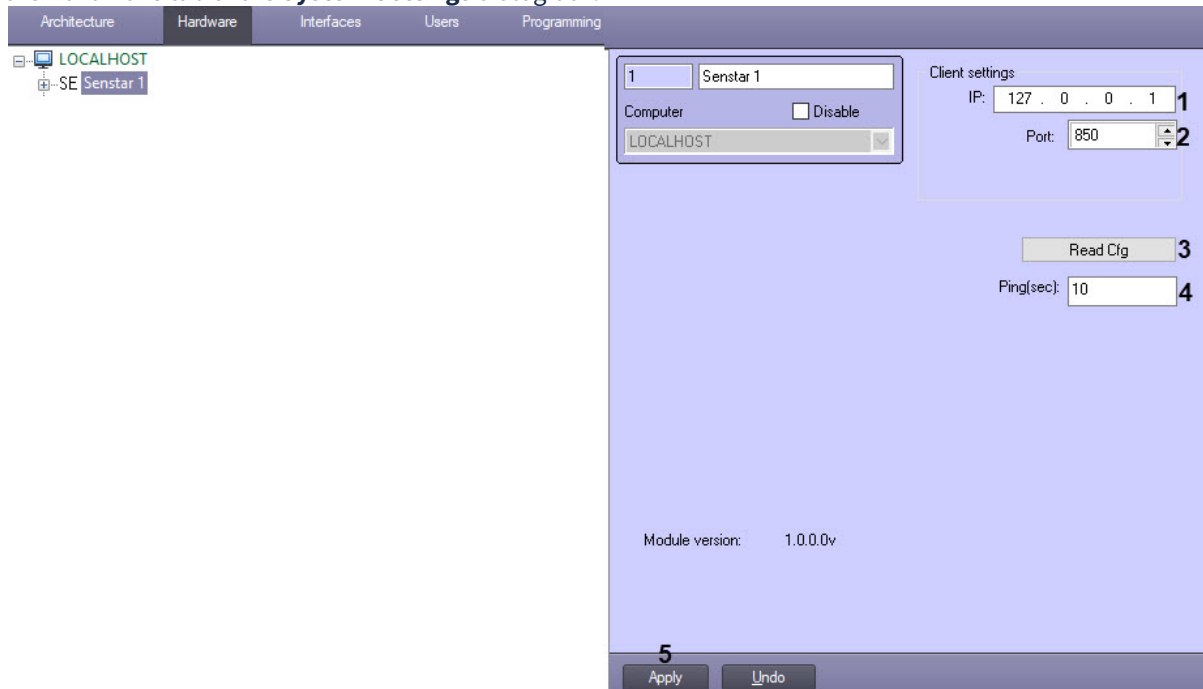 System Settings
Architecture Hardware Interfaces Users Programming
LOCALHOST
SE Senstar 1
1 Senstar 1
Computer Disable
LOCALHOST
Client settings
IP: 127 . 0 . 0 . 1 1
Port: 850 2
Read Cfg 3
Ping(sec): 10 4
Module version: 1.0.0.0v
5
Apply Undo